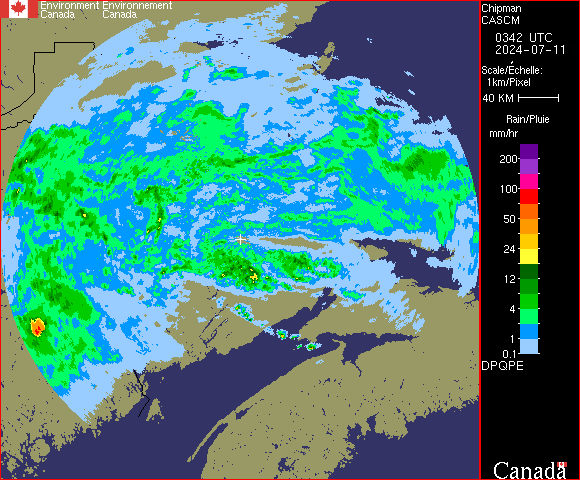 Environment Environnement
Canada Canada
Chipman
CASCM
0342 UTC
2024-07-11
Scale/Echelle:
1km/Pixel
40 KM
Rain/Pluie
mm/hr
200
100
50
24
12
4
1
0.1
DPQPE
Canada